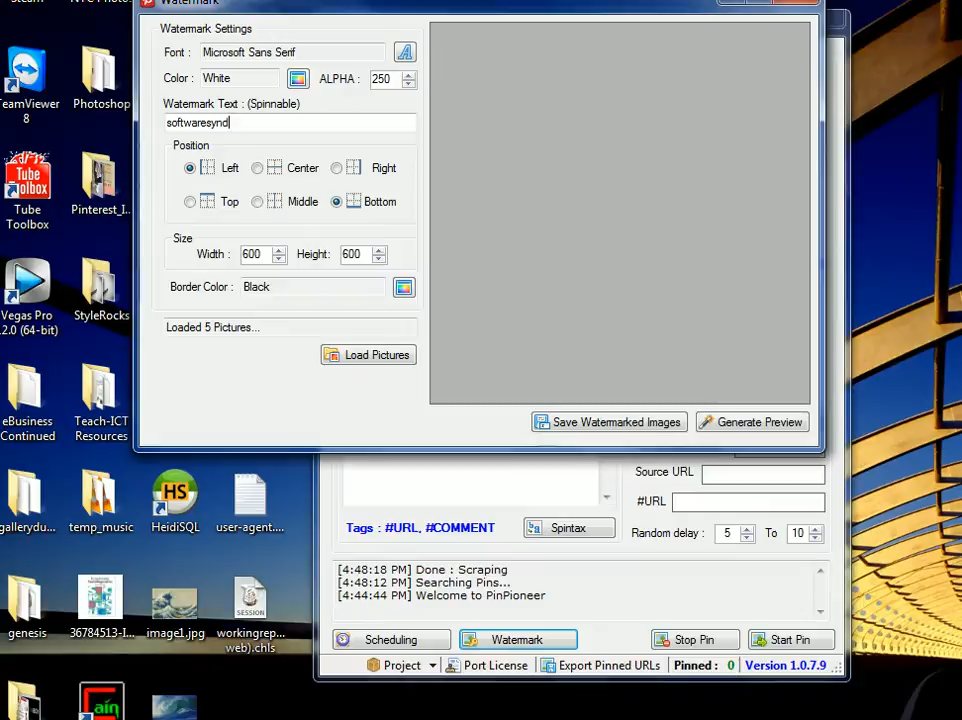 Watermark
Watermark Settings
Font : Microsoft Sans Serif
Color : White ALPHA : 250
Watermark Text : (Spinnable)
softwaresynd
Position
Left Center Right
Top Middle Bottom
Size
Width : 600 Height: 600
Border Color : Black
Loaded 5 Pictures...
Load Pictures
Save Watermarked Images Generate Preview
Source URL
#URL
Tags : #URL, #COMMENT Spintax
Random delay : 5 To 10
[4:48:18 PM] Done : Scraping
[4:48:12 PM] Searching Pins...
[4:44:44 PM] Welcome to PinPioneer
Scheduling Watermark Stop Pin Start Pin
Project Port License Export Pinned URLs Pinned : 0 Version 1.0.7.9
TeamViewer
8
Photoshop
Tube
Toolbox
Tube
Toolbox
Pinterest_I...
Vegas Pro
12.0 (64-bit)
StyleRocks
eBusiness
Continued
Teach-ICT
Resources
gallerydu...
temp_music
HS
HeidiSQL
user-agent....
genesis
36784513-I...
image1.jpg
SESSION
workingrep...
web).chls
ain